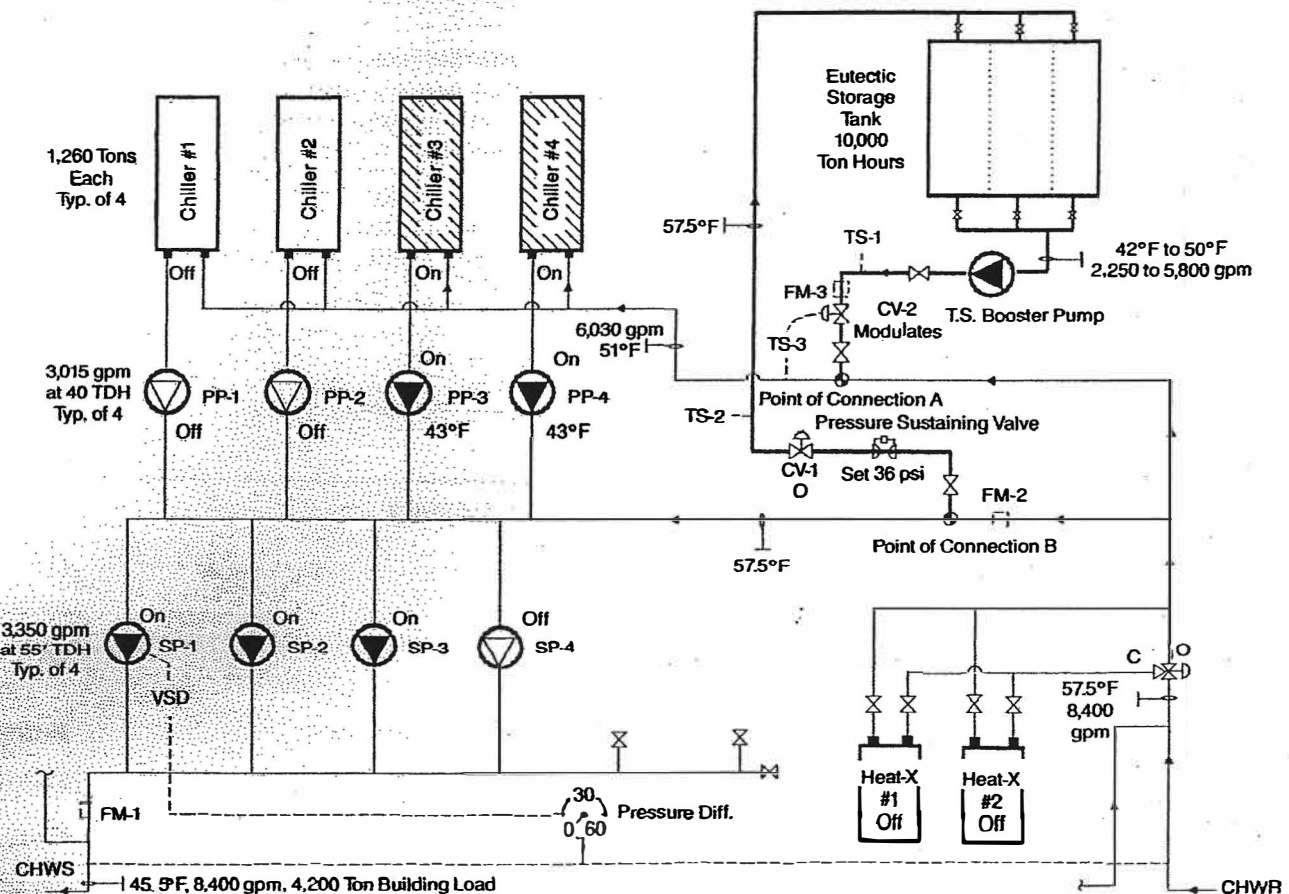 Eutectic
Storage
Tank
10,000
Ton Hours
1,260 Tons
Each
Typ. of 4
Chiller #1
Chiller #2
Chiller #3
Chiller #4
Off
Off
On
On
57.5°F
TS-1
42°F to 50°F
2,250 to 5,800 gpm
FM-3
CV-2
Modulates
T.S. Booster Pump
6,030 gpm
51°F
TS-3
3,015 gpm
at 40 TDH
Typ. of 4
PP-1
Off
PP-2
Off
On
PP-3
43°F
On
PP-4
43°F
Point of Connection A
TS-2
Pressure Sustaining Valve
CV-1
O
Set 36 psi
FM-2
Point of Connection B
57.5°F
3,350 gpm
at 55' TDH
Typ. of 4
On
SP-1
On
SP-2
On
SP-3
Off
SP-4
VSD
C
O
57.5°F
8,400
gpm
Heat-X
#1
Off
Heat-X
#2
Off
FM-1
30
0 60
Pressure Diff.
CHWS
45.5°F, 8,400 gpm, 4,200 Ton Building Load
CHWR